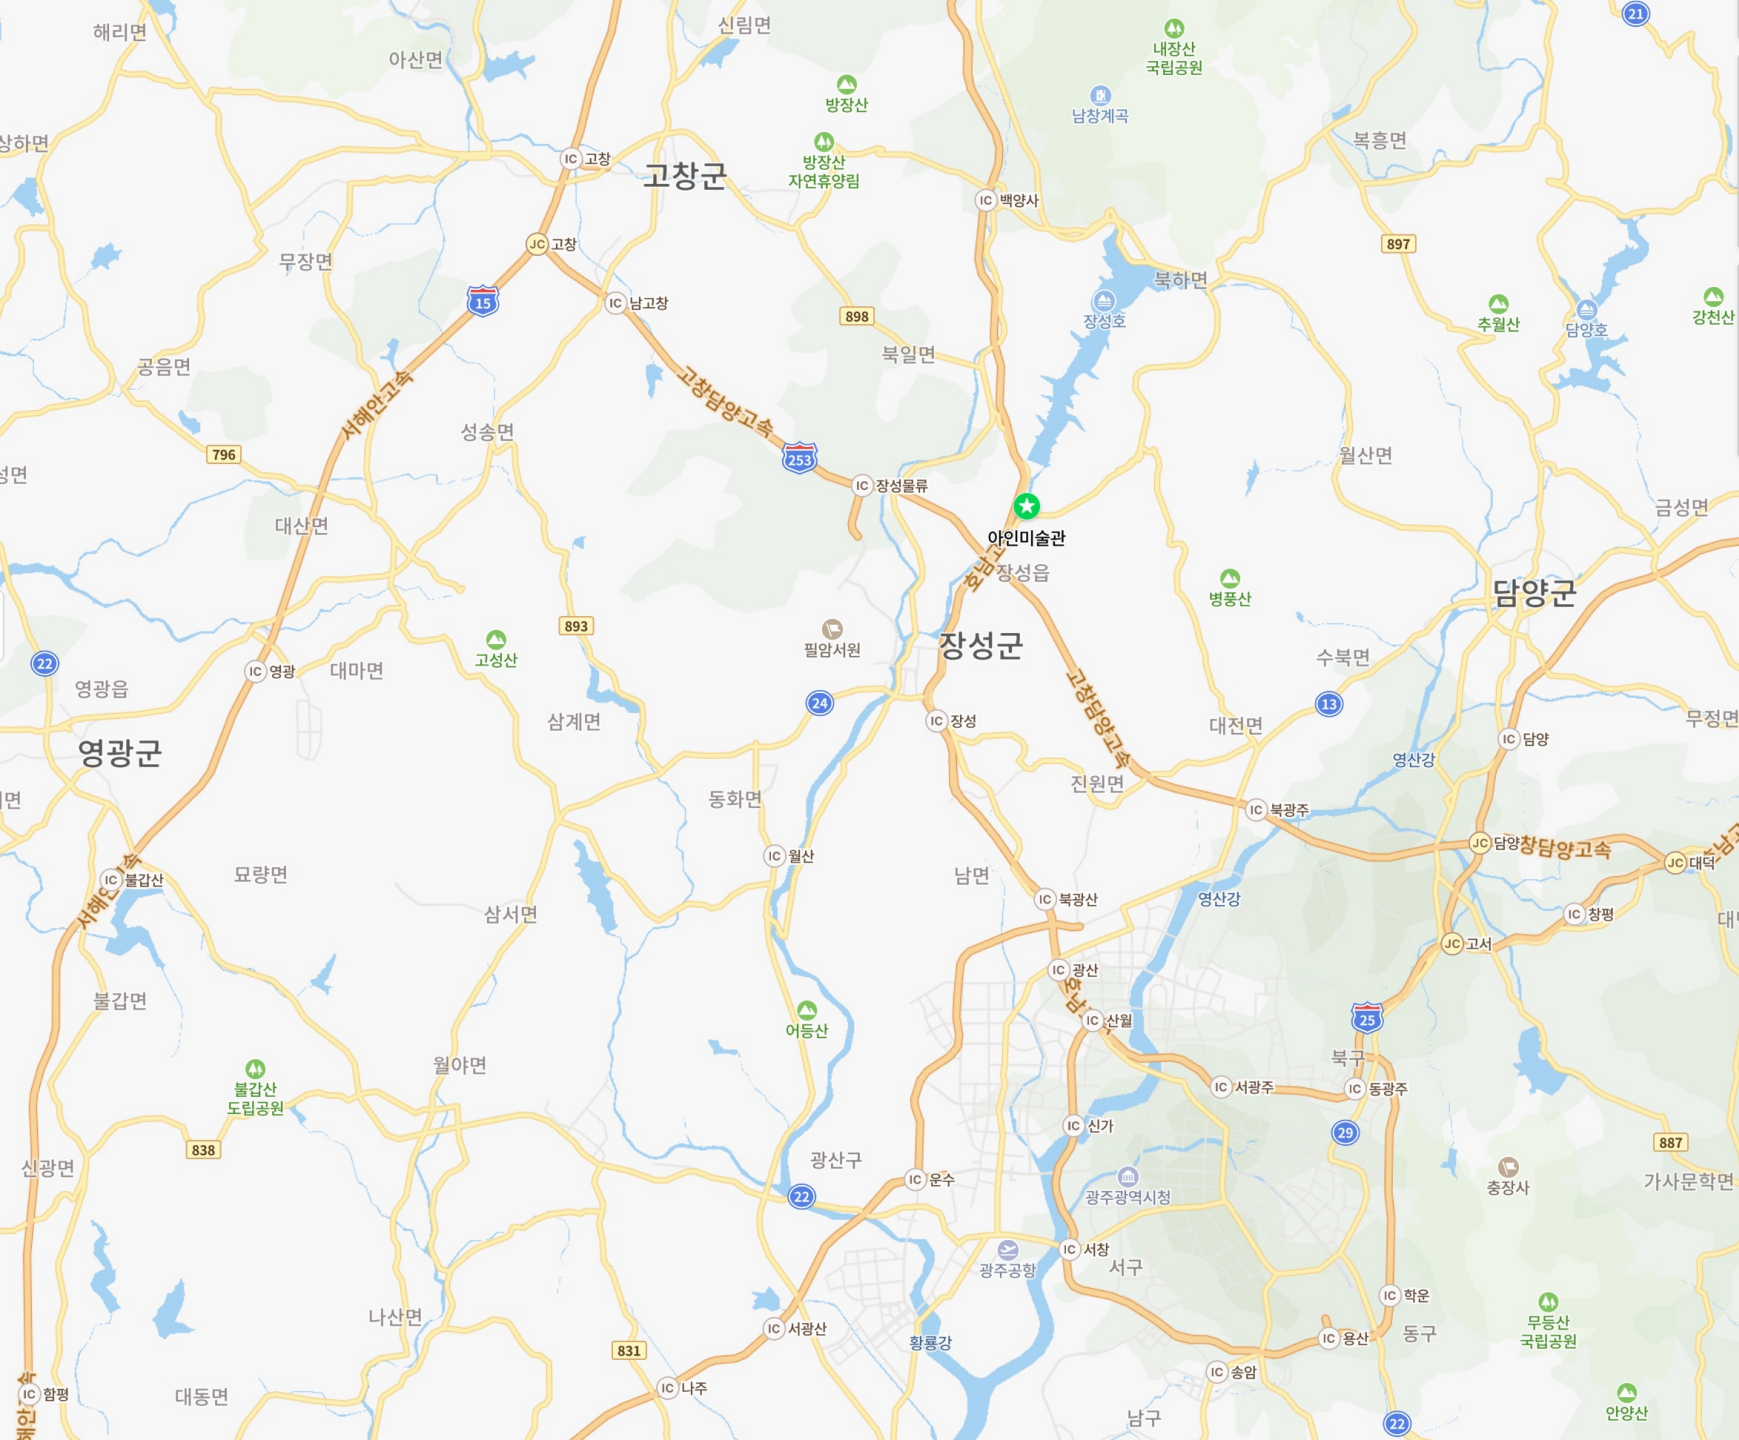 해리면
신림면
21
아산면
내장산
국립공원
방장산
남창계곡
상하면
복흥면
IC 고창
고창군
방장산
자연휴양림
IC 백양사
JC 고창
897
무장면
북하면
15
IC 남고창
898
장성호
추월산
담양호
강천산
북일면
공음면
서해안고속
고창담양고속
성송면
796
253
월산면
성면
IC 장성물류
대산면
금성면
아인미술관
장성읍
병풍산
담양군
893
필암서원
장성군
고성산
22
IC 영광
대마면
수북면
영광읍
24
고창담양고속
13
삼계면
IC 장성
대전면
무정면
영광군
IC 담양
영산강
진원면
동화면
IC 북광주
JC 담양
창담양고속
JC 대덕
IC 월산
묘량면
남면
서해안고속
IC 불갑산
IC 북광산
영산강
삼서면
IC 창평
JC 고서
IC 광산
불갑면
어등산
IC 산월
25
월야면
북구
불갑산
도립공원
IC 서광주
IC 동광주
IC 신가
29
838
887
신광면
광산구
충장사
IC 운수
22
광주광역시청
가사문학면
IC 서창
광주공항
서구
IC 학운
나산면
IC 서광산
무등산
국립공원
황룡강
IC 용산
동구
831
IC 송암
IC 나주
IC 함평
대동면
안양산
남구
22